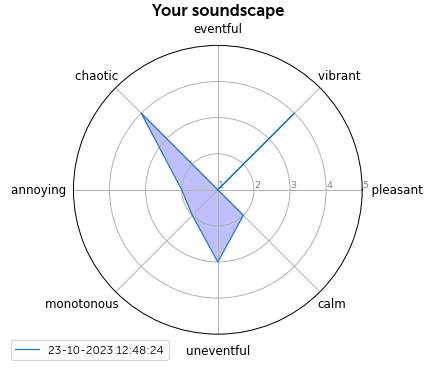 Your soundscape
eventful
chaotic
vibrant
annoying
1
2
3
4
5
pleasant
monotonous
calm
uneventful
23-10-2023 12:48:24